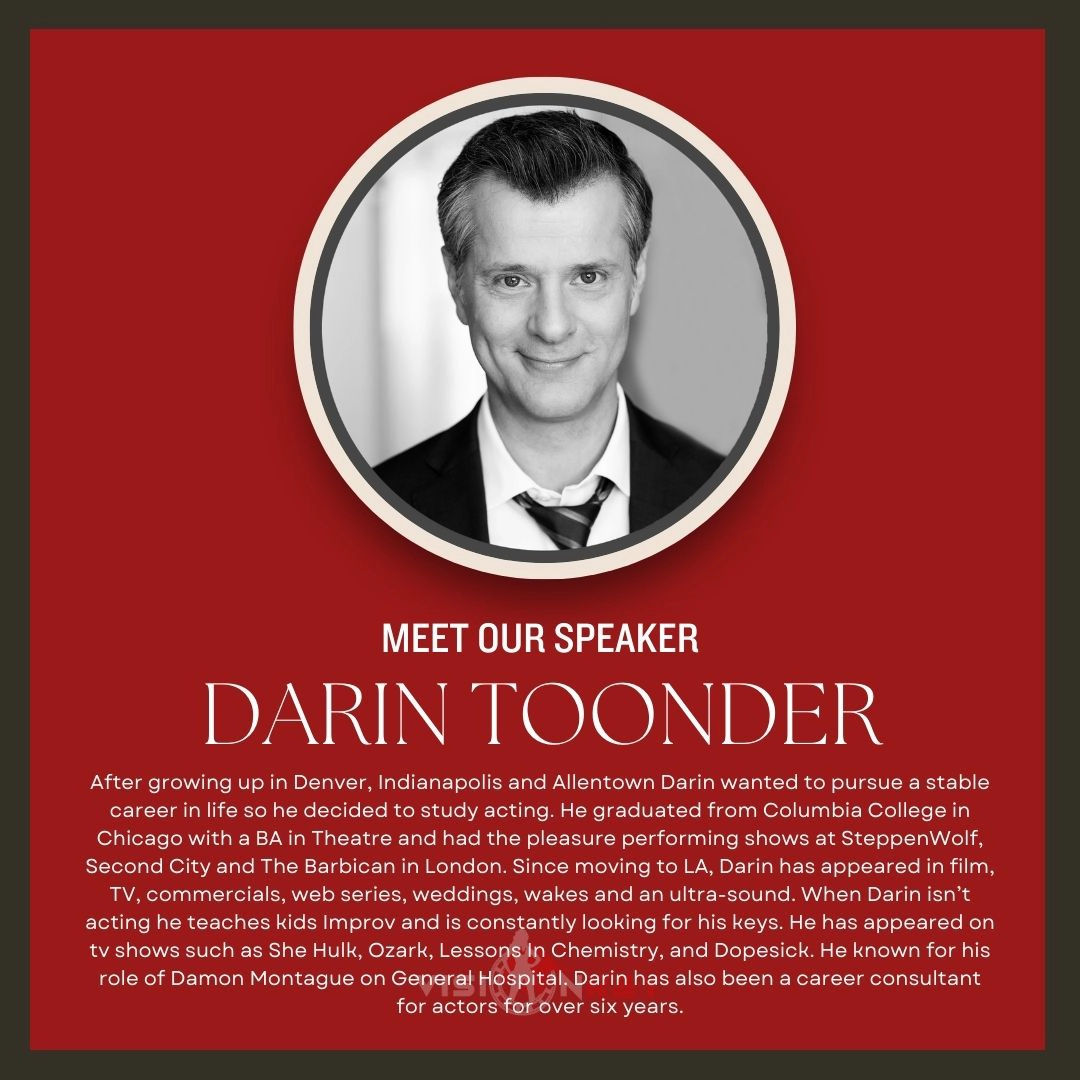 MEET OUR SPEAKER
DARIN TOONDER
After growing up in Denver, Indianapolis and Allentown Darin wanted to pursue a stable
career in life so he decided to study acting. He graduated from Columbia College in
Chicago with a BA in Theatre and had the pleasure performing shows at SteppenWolf,
Second City and The Barbican in London. Since moving to LA, Darin has appeared in film,
TV, commercials, web series, weddings, wakes and an ultra-sound. When Darin isn't
acting he teaches kids Improv and is constantly looking for his keys. He has appeared on
tv shows such as She Hulk, Ozark, Lessons In Chemistry, and Dopesick. He known for his
role of Damon Montague on General Hospital. Darin has also been a career consultant
VISION
for actors for over six years.